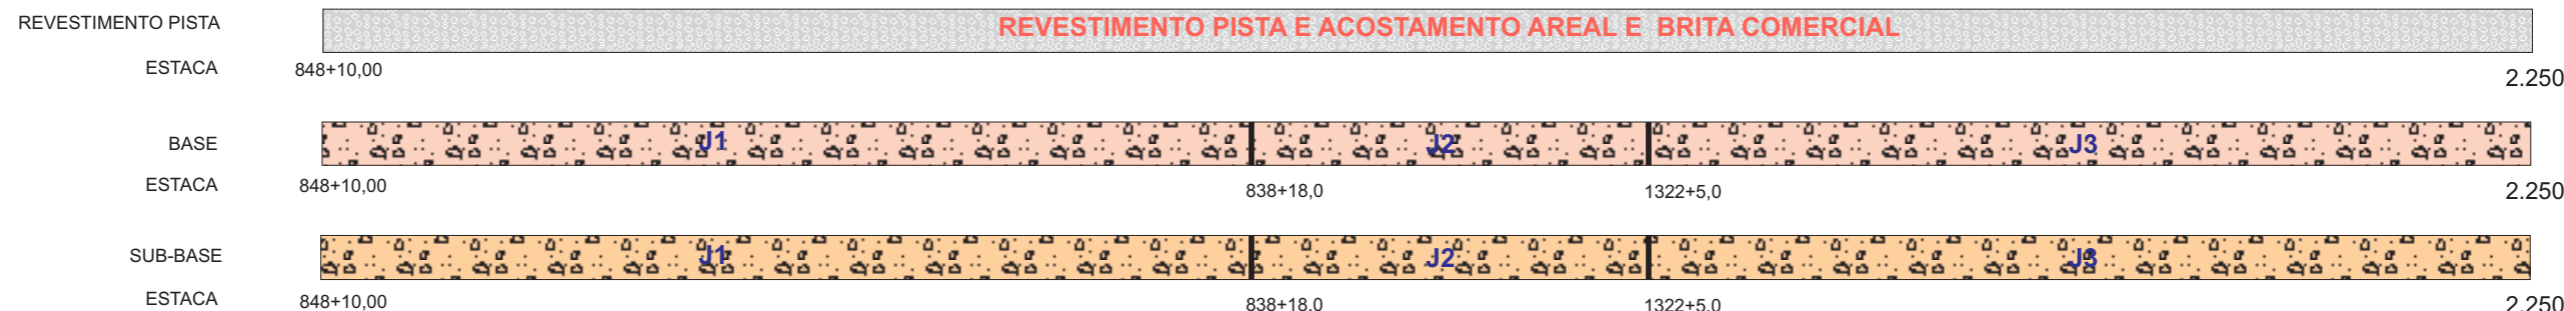 REVESTIMENTO PISTA
REVESTIMENTO PISTA E ACOSTAMENTO AREAL E BRITA COMERCIAL
ESTACA 848+10,00 2.250
BASE J1 J2 J3
ESTACA 848+10,00 838+18,0 1322+5,0 2.250
SUB-BASE J1 J2 J3
ESTACA 848+10,00 838+18,0 1322+5,0 2.250